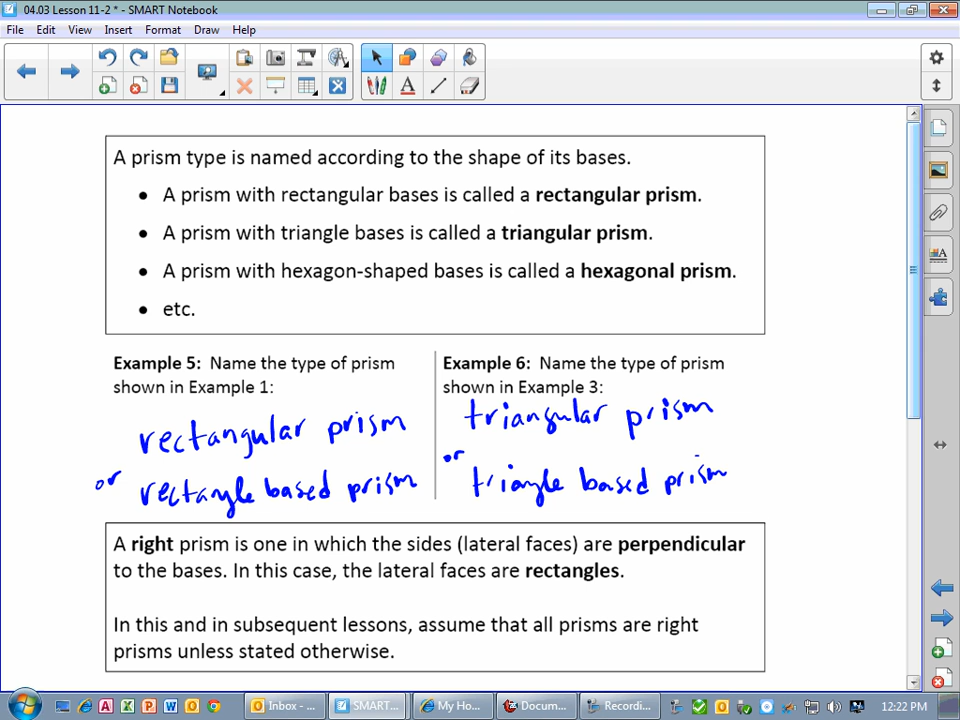 04.03 Lesson 11-2 * - SMART Notebook
File Edit View Insert Format Draw Help
A prism type is named according to the shape of its bases.
• A prism with rectangular bases is called a rectangular prism.
• A prism with triangle bases is called a triangular prism.
• A prism with hexagon-shaped bases is called a hexagonal prism.
• etc.
Example 5: Name the type of prism
shown in Example 1:
rectangular prism
or rectangle based prism
Example 6: Name the type of prism
shown in Example 3:
triangular prism
or triangle based prism
A right prism is one in which the sides (lateral faces) are perpendicular
to the bases. In this case, the lateral faces are rectangles.
In this and in subsequent lessons, assume that all prisms are right
prisms unless stated otherwise.
Inbox - ... SMART... My Ho... Docum... Recordi... 12:22 PM